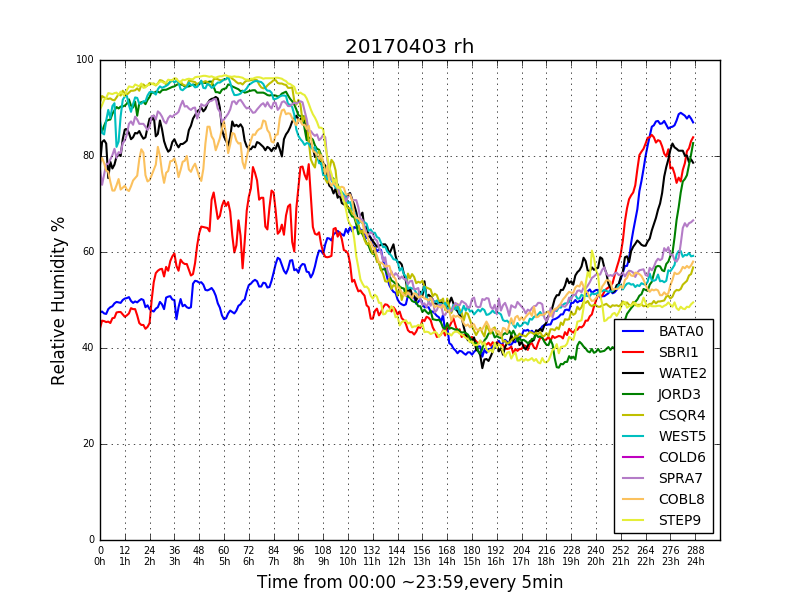 20170403 rh
Relative Humidity %
100
80
60
40
20
0
0 12 24 36 48 60 72 84 96 108 120 132 144 156 168 180 192 204 216 228 240 252 264 276 288
0h 1h 2h 3h 4h 5h 6h 7h 8h 9h 10h 11h 12h 13h 14h 15h 16h 17h 18h 19h 20h 21h 22h 23h 24h
Time from 00:00 ~23:59,every 5min
BATA0
SBRI1
WATE2
JORD3
CSQR4
WEST5
COLD6
SPRA7
COBL8
STEP9